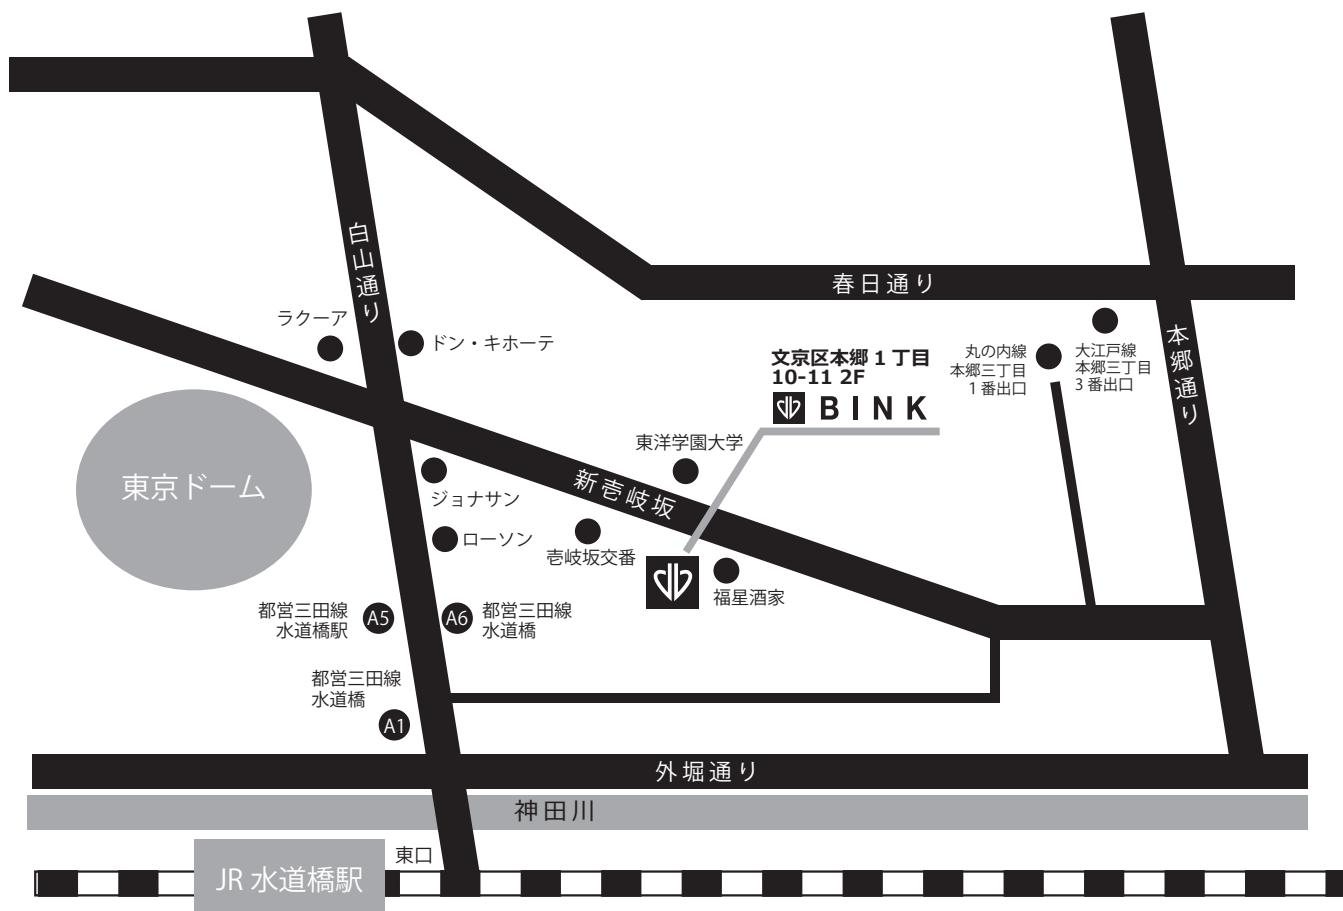 白山通り
春日通り
ラクーア
ドン・キホーテ
文京区本郷 1 丁目
10-11 2F
BINK
丸の内線
本郷三丁目
1 番出口
大江戸線
本郷三丁目
3 番出口
本郷通り
東京ドーム
東洋学園大学
新壱岐坂
ジョナサン
ローソン
壱岐坂交番
福星酒家
都営三田線
水道橋駅
A5
A6
都営三田線
水道橋
都営三田線
水道橋
A1
外堀通り
神田川
東口
JR 水道橋駅